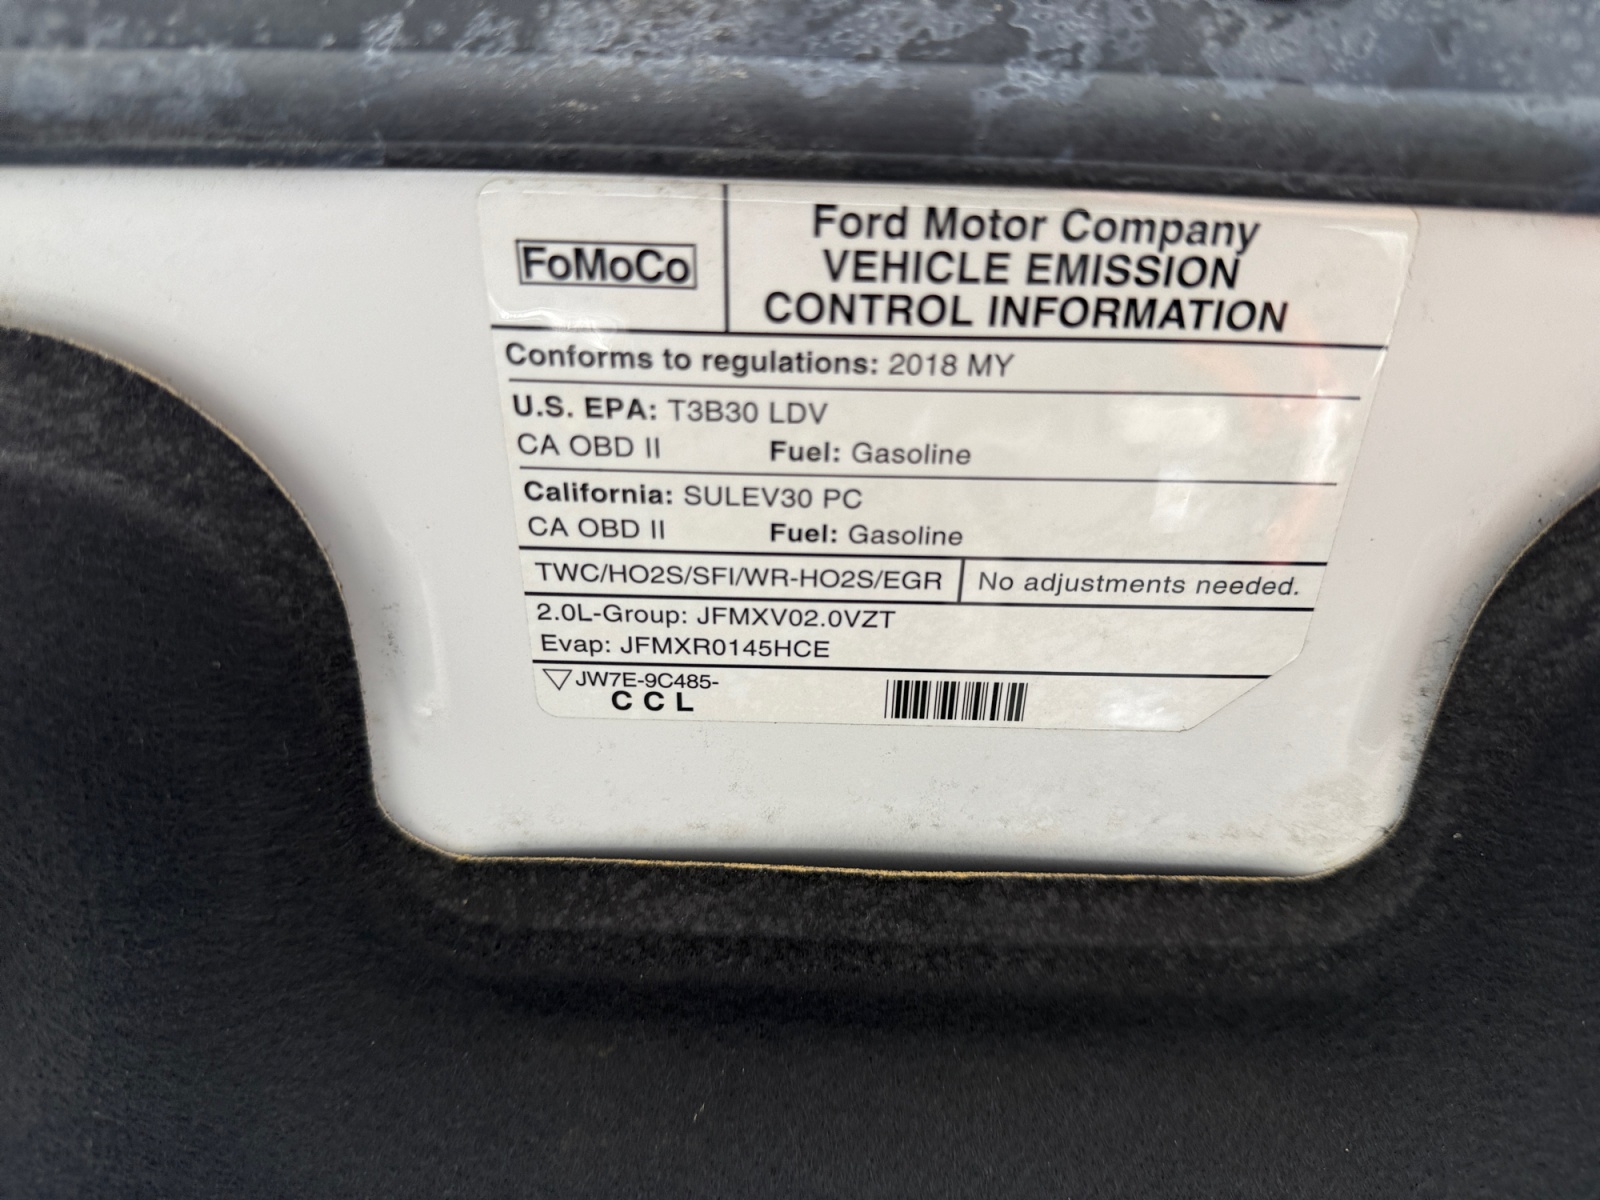 FoMoCo
Ford Motor Company
VEHICLE EMISSION
CONTROL INFORMATION
Conforms to regulations: 2018 MY
U.S. EPA: T3B30 LDV
CA OBD II Fuel: Gasoline
California: SULEV30 PC
CA OBD II Fuel: Gasoline
TWC/HO2S/SFI/WR-HO2S/EGR No adjustments needed.
2.0L-Group: JFMXV02.0VZT
Evap: JFMXR0145HCE
JW7E-9C485-
C C L